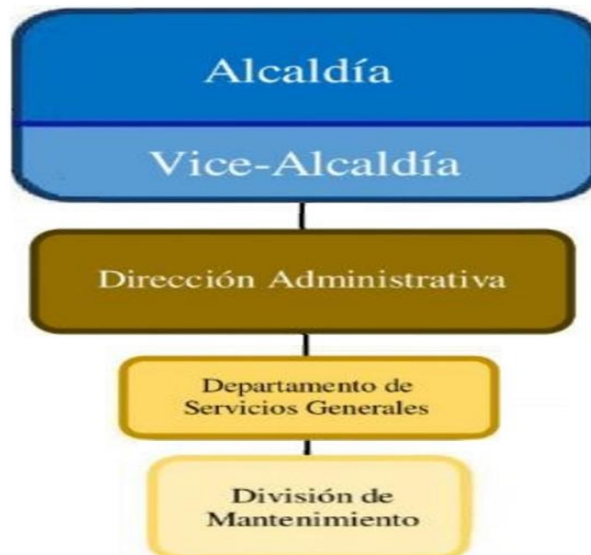 Alcaldía
Vice-Alcaldía
Dirección Administrativa
Departamento de
Servicios Generales
División de
Mantenimiento